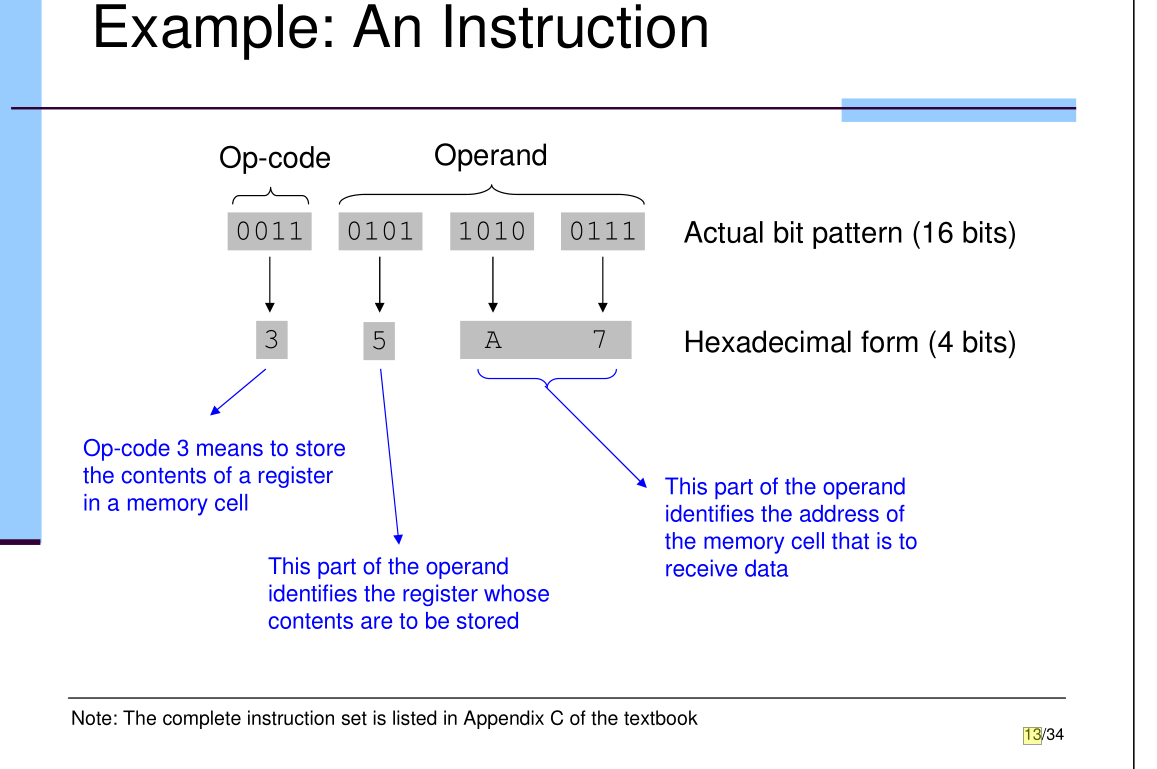 Example: An Instruction
Op-code Operand
0011 0101 1010 0111 Actual bit pattern (16 bits)
3 5 A 7 Hexadecimal form (4 bits)
Op-code 3 means to store
the contents of a register
in a memory cell
This part of the operand
identifies the register whose
contents are to be stored
This part of the operand
identifies the address of
the memory cell that is to
receive data
Note: The complete instruction set is listed in Appendix C of the textbook
13/34